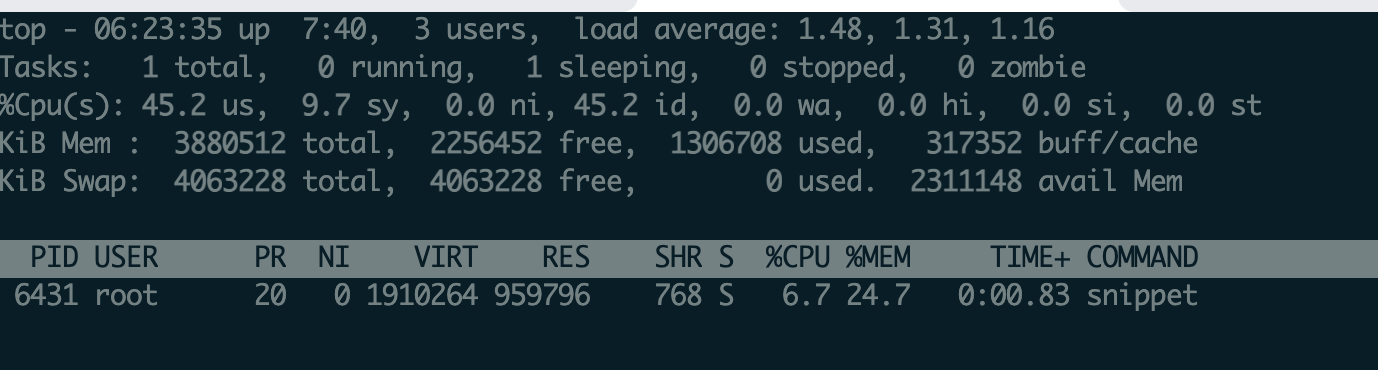 top - 06:23:35 up  7:40,  3 users,  load average: 1.48, 1.31, 1.16
Tasks:   1 total,   0 running,   1 sleeping,   0 stopped,   0 zombie
%Cpu(s): 45.2 us,  9.7 sy,  0.0 ni, 45.2 id,  0.0 wa,  0.0 hi,  0.0 si,  0.0 st
KiB Mem :  3880512 total,  2256452 free,  1306708 used,   317352 buff/cache
KiB Swap:  4063228 total,  4063228 free,        0 used.  2311148 avail Mem
  PID USER      PR  NI    VIRT    RES    SHR S  %CPU %MEM     TIME+ COMMAND
 6431 root      20   0 1910264 959796    768 S   6.7 24.7   0:00.83 snippet